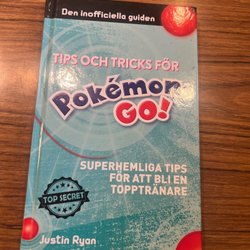 Den inofficiella guiden
TIPS OCH TRICKS FÖR
Pokémon
GO!
SUPERHEMLIGA TIPS
FÖR ATT BLI EN
TOPPTRÄNARE
TOP SECRET
Justin Ryan